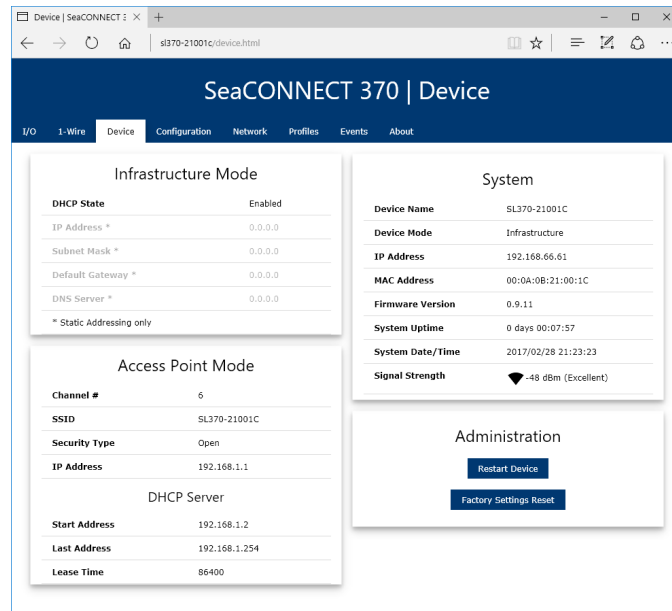 Device | SeaCONNECT 3
sl370-21001c/device.html
SeaCONNECT 370 | Device
I/O 1-Wire Device Configuration Network Profiles Events About
Infrastructure Mode
DHCP State Enabled
IP Address * 0.0.0.0
Subnet Mask * 0.0.0.0
Default Gateway * 0.0.0.0
DNS Server * 0.0.0.0
* Static Addressing only
Access Point Mode
Channel # 6
SSID SL370-21001C
Security Type Open
IP Address 192.168.1.1
DHCP Server
Start Address 192.168.1.2
Last Address 192.168.1.254
Lease Time 86400
System
Device Name SL370-21001C
Device Mode Infrastructure
IP Address 192.168.66.61
MAC Address 00:0A:0B:21:00:1C
Firmware Version 0.9.11
System Uptime 0 days 00:07:57
System Date/Time 2017/02/28 21:23:23
Signal Strength -48 dBm (Excellent)
Administration
Restart Device
Factory Settings Reset